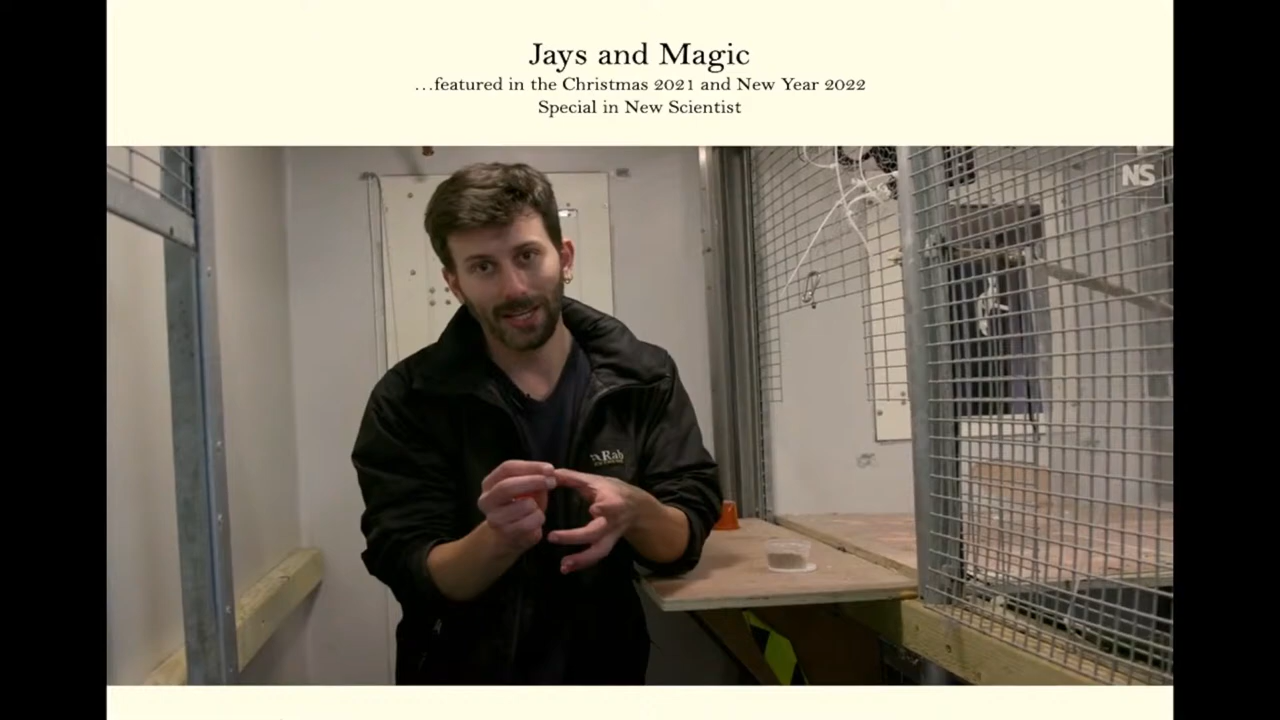 Jays and Magic
…featured in the Christmas 2021 and New Year 2022
Special in New Scientist
NS
Rab